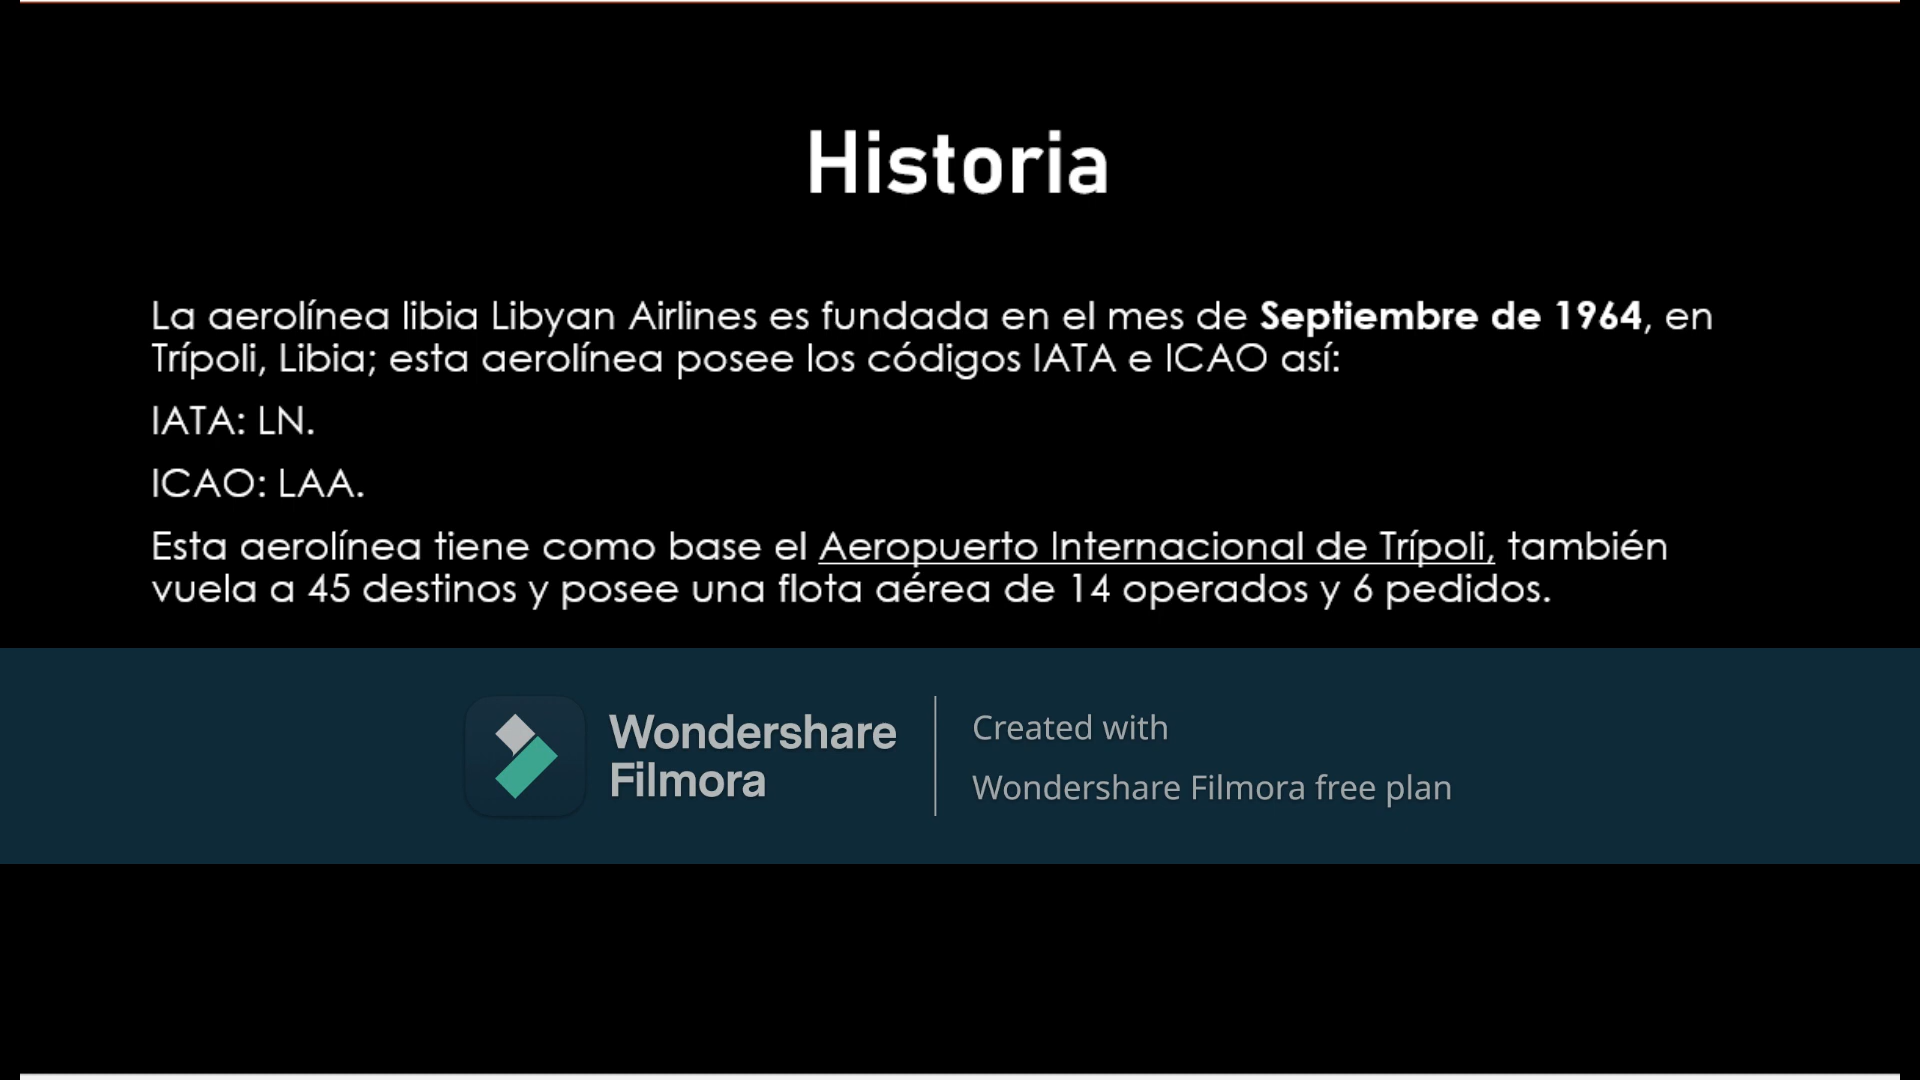 Historia
La aerolínea libia Libyan Airlines es fundada en el mes de Septiembre de 1964, en
Trípoli, Libia; esta aerolínea posee los códigos IATA e ICAO así:
IATA: LN.
ICAO: LAA.
Esta aerolínea tiene como base el Aeropuerto Internacional de Trípoli, también
vuela a 45 destinos y posee una flota aérea de 14 operados y 6 pedidos.
Wondershare
Filmora
Created with
Wondershare Filmora free plan